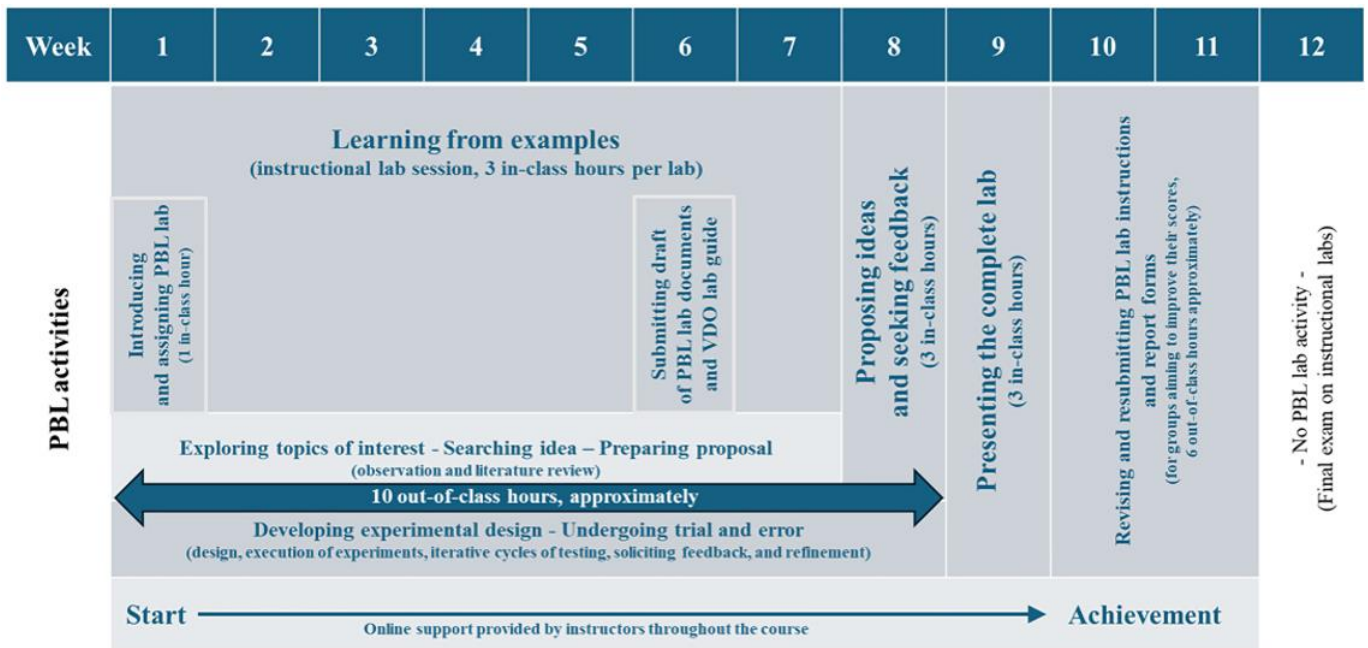 Week 1 2 3 4 5 6 7 8 9 10 11 12
PBL activities
Learning from examples
(instructional lab session, 3 in-class hours per lab)
Introducing
and assigning PBL lab
(1 in-class hour)
Submitting draft
of PBL lab documents
and VDO lab guide
Exploring topics of interest - Searching idea – Preparing proposal
(observation and literature review)
10 out-of-class hours, approximately
Developing experimental design - Undergoing trial and error
(design, execution of experiments, iterative cycles of testing, soliciting feedback, and refinement)
Proposing ideas
and seeking feedback
(3 in-class hours)
Presenting the complete lab
(3 in-class hours)
Revising and resubmitting PBL lab instructions
and report forms
(for groups aiming to improve their scores,
6 out-of-class hours approximately)
- No PBL lab activity -
(Final exam on instructional labs)
Start
Online support provided by instructors throughout the course
Achievement